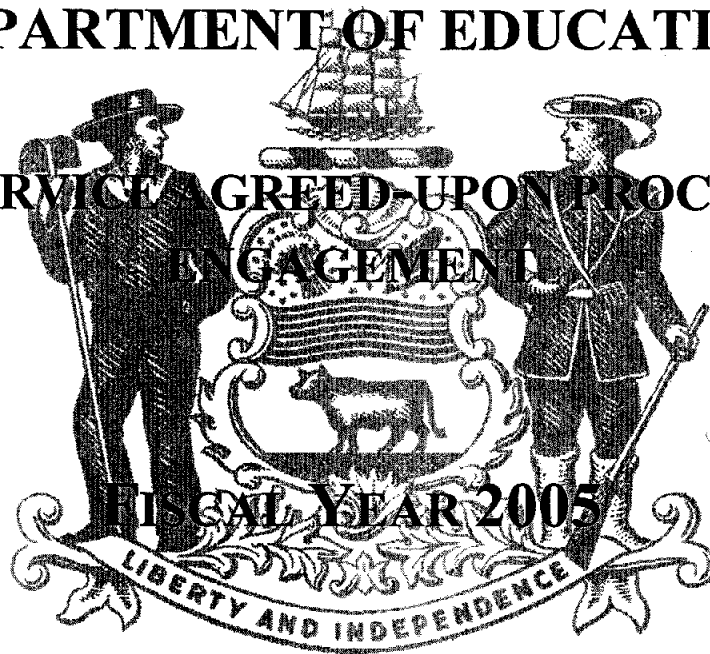 PARTMENT OF EDUCATI
RVICE AGREED-UPON PROC
ENGAGEMENT
FISCAL YEAR 2005
LIBERTY AND INDEPENDENCE